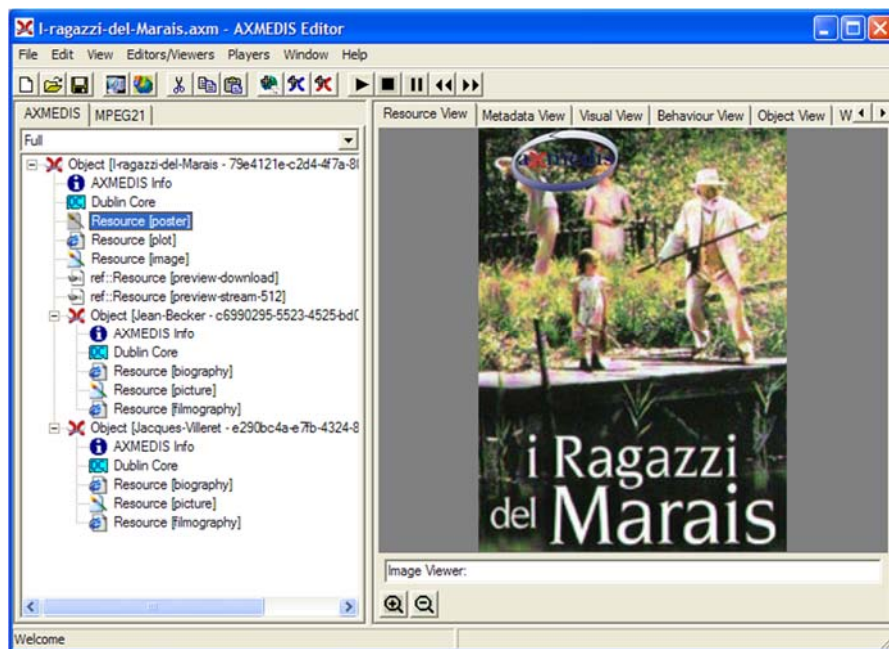 I-ragazzi-del-Marais.axm - AXMEDIS Editor
File Edit View Editors/Viewers Players Window Help
AXMEDIS MPEG21
Full
Object [I-ragazzi-del-Marais - 79e4121e-c2d4-4f7a-8
AXMEDIS Info
Dublin Core
Resource [poster]
Resource [plot]
Resource [image]
ref::Resource [preview-download]
ref::Resource [preview-stream-512]
Object [Jean-Becker - c6990295-5523-4525-bd
AXMEDIS Info
Dublin Core
Resource [biography]
Resource [picture]
Resource [filmography]
Object [Jacques-Villeret - e290bc4a-e7fb-4324-8
AXMEDIS Info
Dublin Core
Resource [biography]
Resource [picture]
Resource [filmography]
Resource View Metadata View Visual View Behaviour View Object View W
axmedis
i Ragazzi
del Marais
Image Viewer:
Welcome